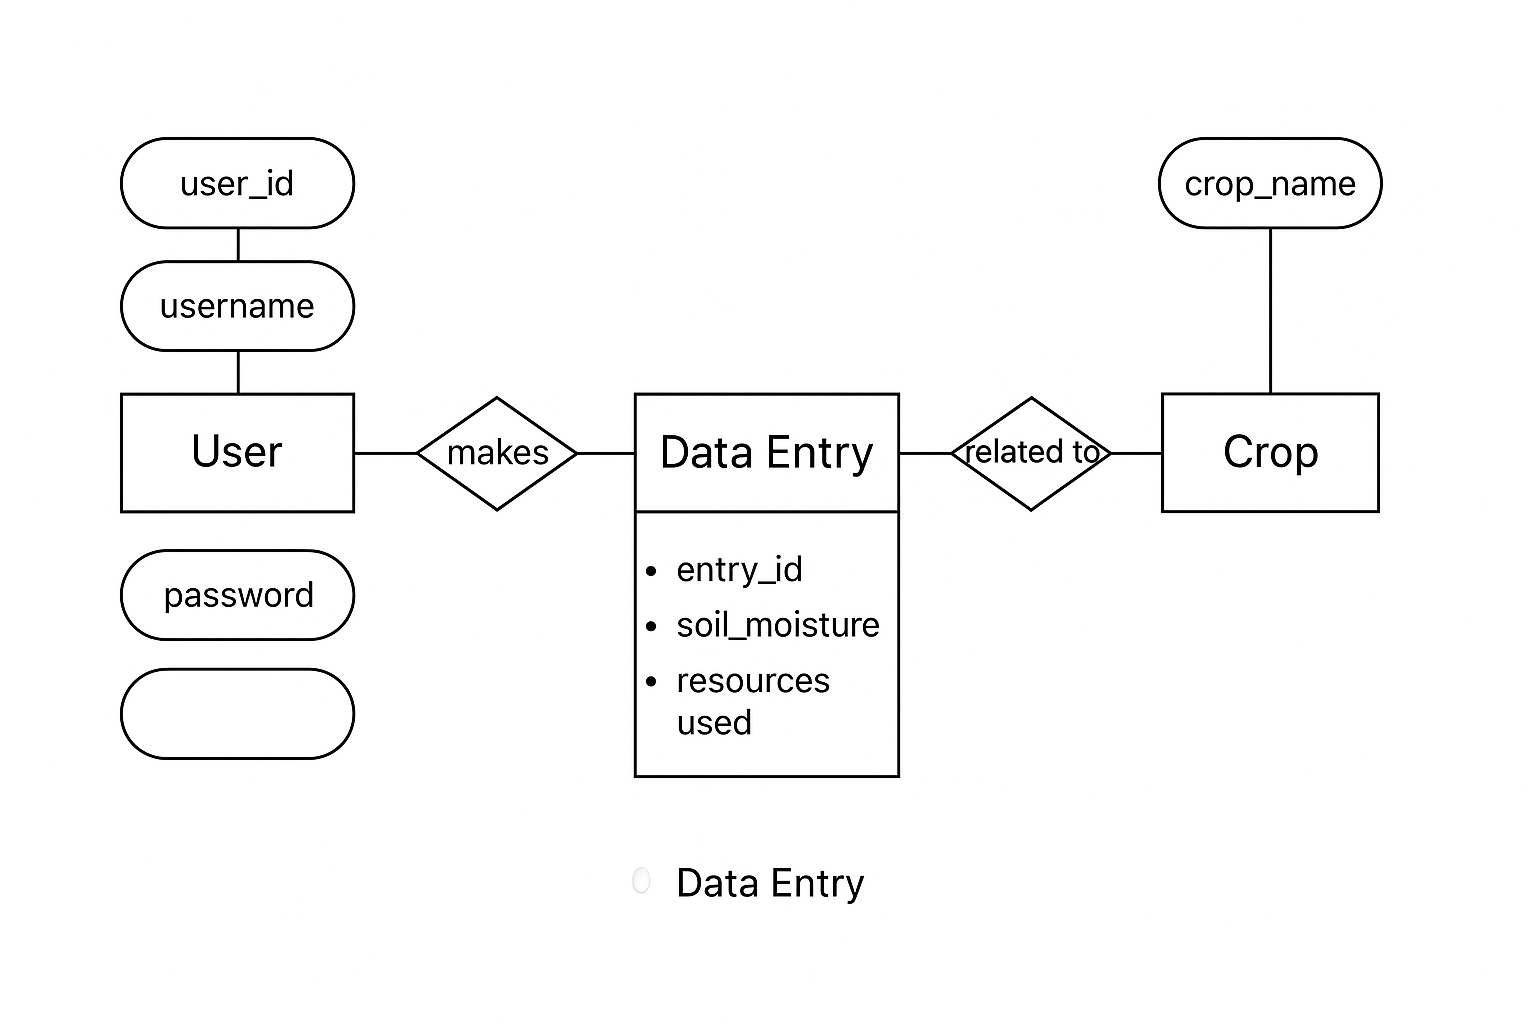 user_id
username
User
password
makes
Data Entry
• entry_id
• soil_moisture
• resources
used
related to
crop_name
Crop
Data Entry